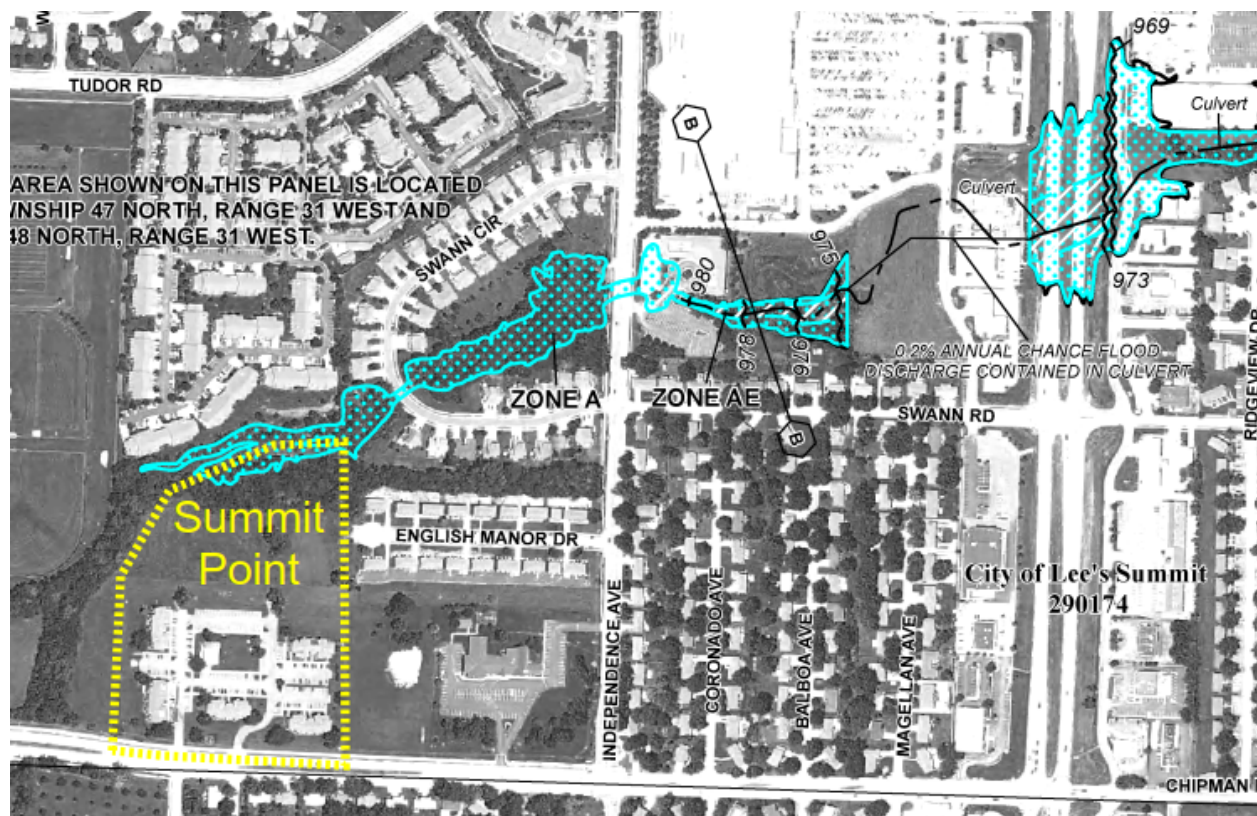 969
TUDOR RD
Culvert
B
AREA SHOWN ON THIS PANEL IS LOCATED
WNSHIP 47 NORTH, RANGE 31 WEST AND
48 NORTH, RANGE 31 WEST.
Culvert
SWANN CIR
975
980
973
978
976
0.2% ANNUAL CHANCE FLOOD
DISCHARGE CONTAINED IN CULVERT
ZONE A
ZONE AE
SWANN RD
RIDGEVIEW DR
B
Summit
Point
ENGLISH MANOR DR
City of Lee's Summit
290174
INDEPENDENCE AVE
CORONADO AVE
BALBOA AVE
MAGELLAN AVE
CHIPMAN